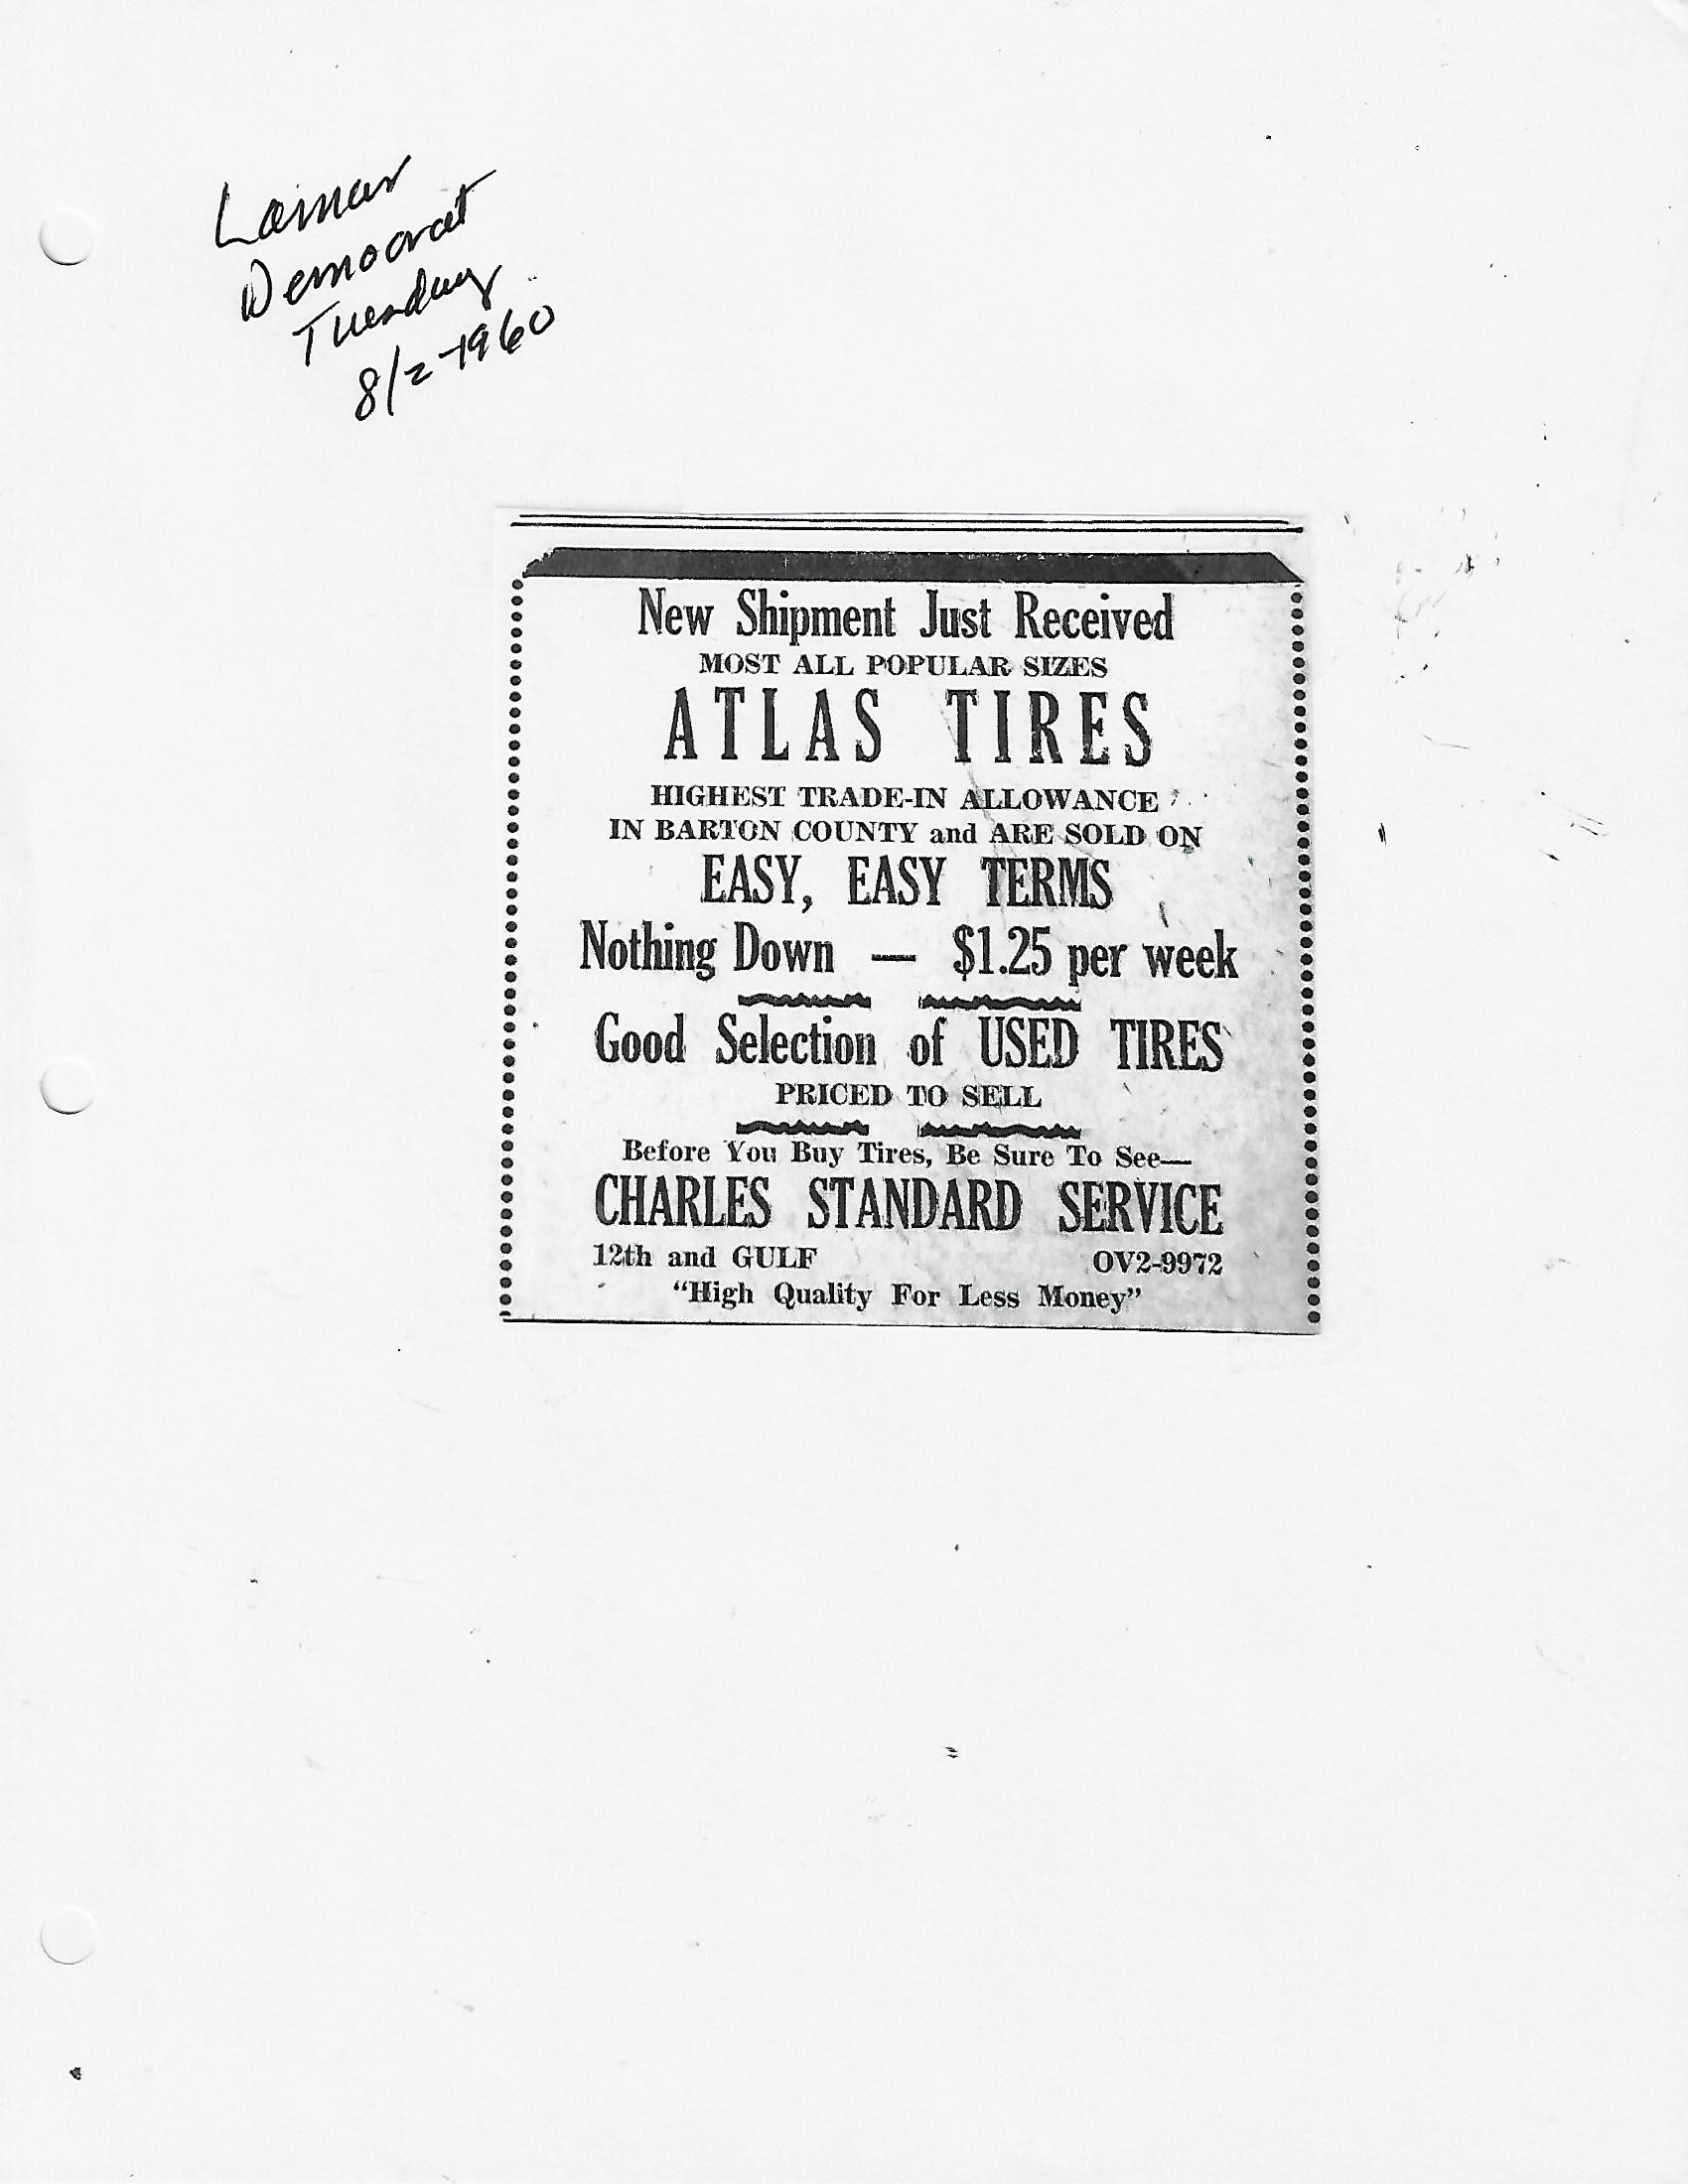 Lamar
Democrat
Tuesday
8/2-1960
New Shipment Just Received
MOST ALL POPULAR SIZES
ATLAS TIRES
HIGHEST TRADE-IN ALLOWANCE
IN BARTON COUNTY and ARE SOLD ON
EASY, EASY TERMS
Nothing Down — $1.25 per week
Good Selection of USED TIRES
PRICED TO SELL
Before You Buy Tires, Be Sure To See—
CHARLES STANDARD SERVICE
12th and GULF OV2-9972
“High Quality For Less Money”